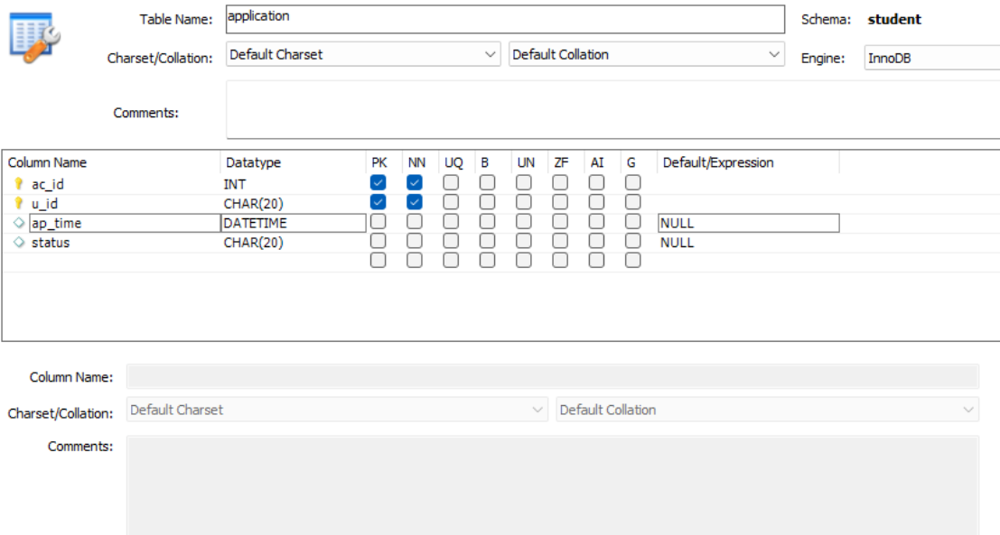 Table Name: application Schema: student
Charset/Collation: Default Charset Default Collation Engine: InnoDB
Comments:
Column Name Datatype PK NN UQ B UN ZF AI G Default/Expression
ac_id INT
u_id CHAR(20)
ap_time DATETIME NULL
status CHAR(20) NULL
Column Name:
Charset/Collation: Default Charset Default Collation
Comments: